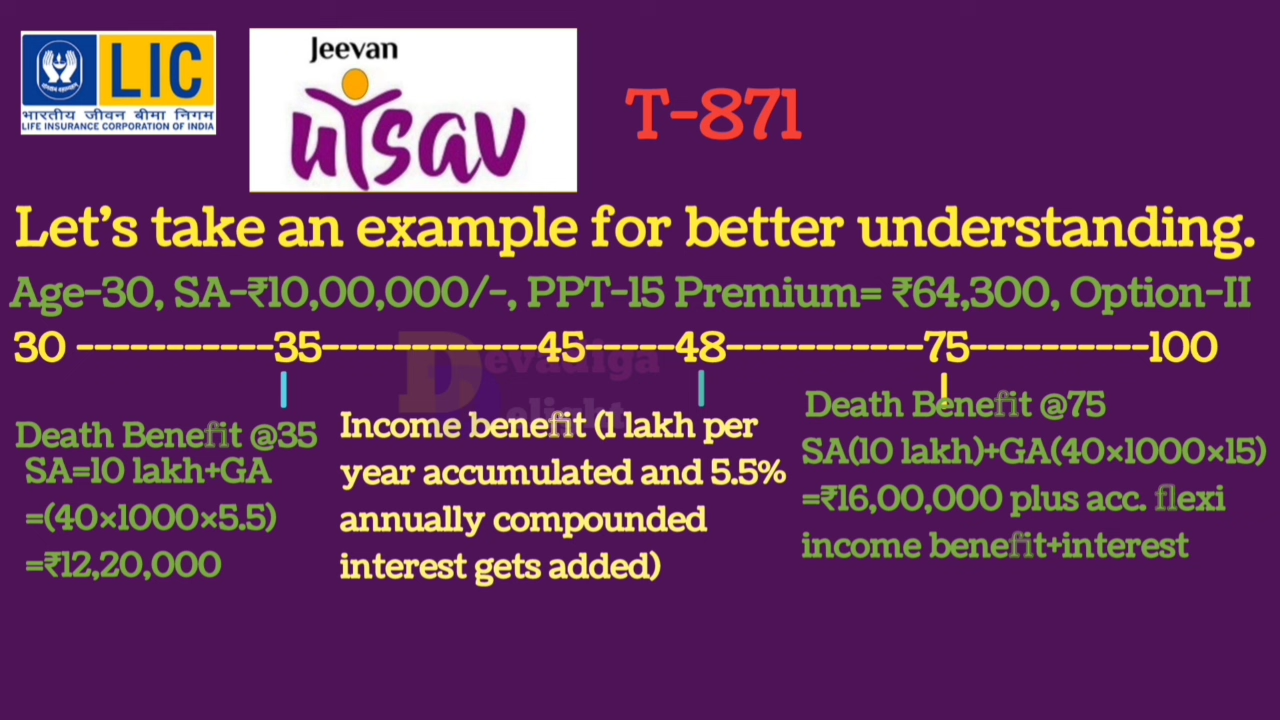 LIC
भारतीय जीवन बीमा निगम
LIFE INSURANCE CORPORATION OF INDIA
Jeevan
uTsav
T-871
Let's take an example for better understanding.
Age-30, SA-₹10,00,000/-, PPT-15 Premium= ₹64,300, Option-II
30 -----------35------------45-----48-----------75----------100
Devadiga
Delight
Death Benefit @35
SA=10 lakh+GA
=(40×1000×5.5)
=₹12,20,000
Income benefit (1 lakh per
year accumulated and 5.5%
annually compounded
interest gets added)
Death Benefit @75
SA(10 lakh)+GA(40×1000×15)
=₹16,00,000 plus acc. flexi
income benefit+interest